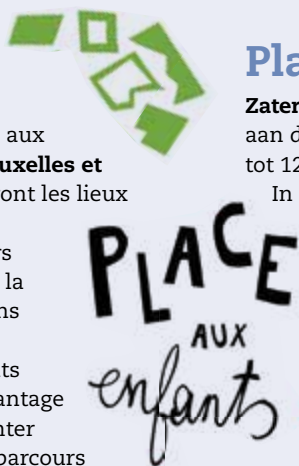 aux
uxelles et
ont les lieux
rs
la
ns
ts
antage
nter
parcours
PLACE
AUX
enfants
Pla
Zater
aan d
tot 12
In